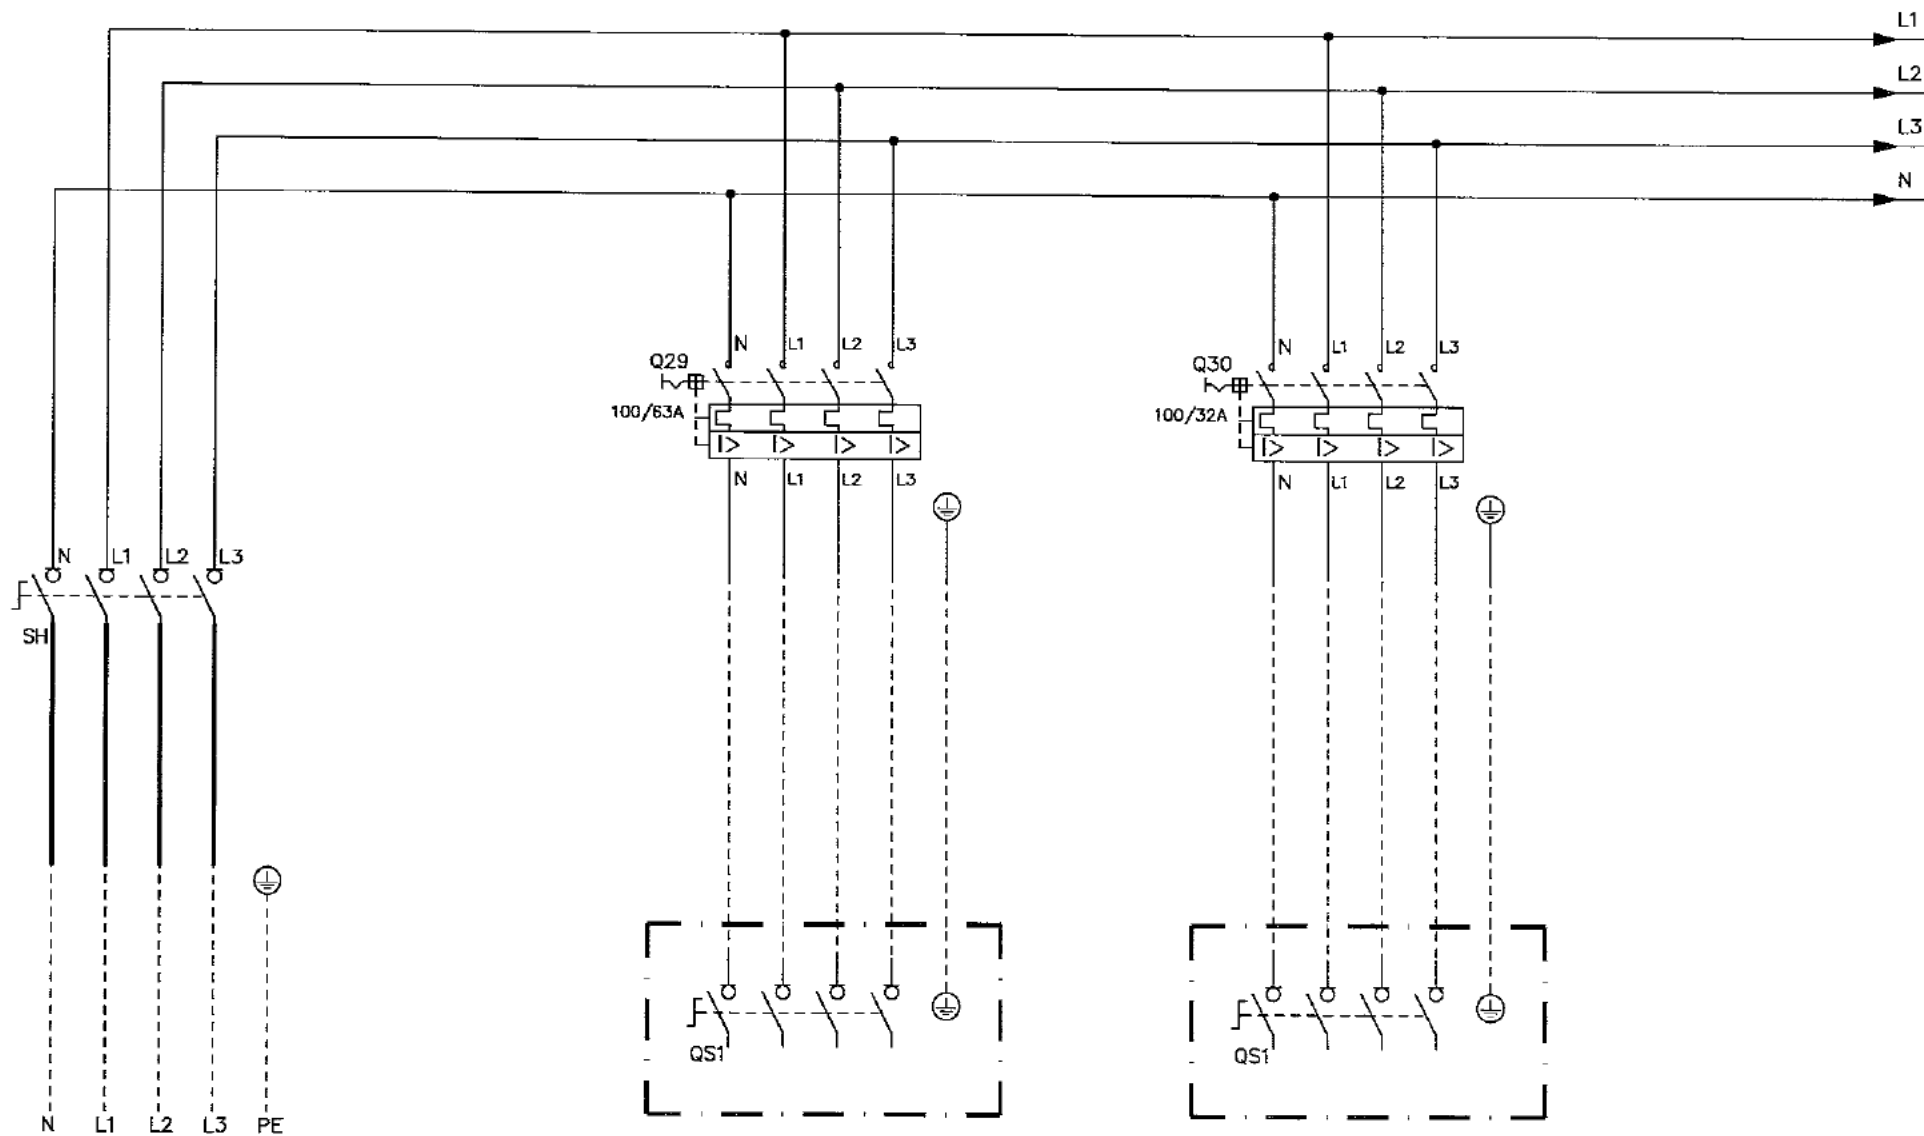 L1
L2
L3
N
N L1 L2 L3
Q29
100/63A
N L1 L2 L3
N L1 L2 L3
Q30
100/32A
N L1 L2 L3
N L1 L2 L3
SH
QS1
QS1
N L1 L2 L3 PE